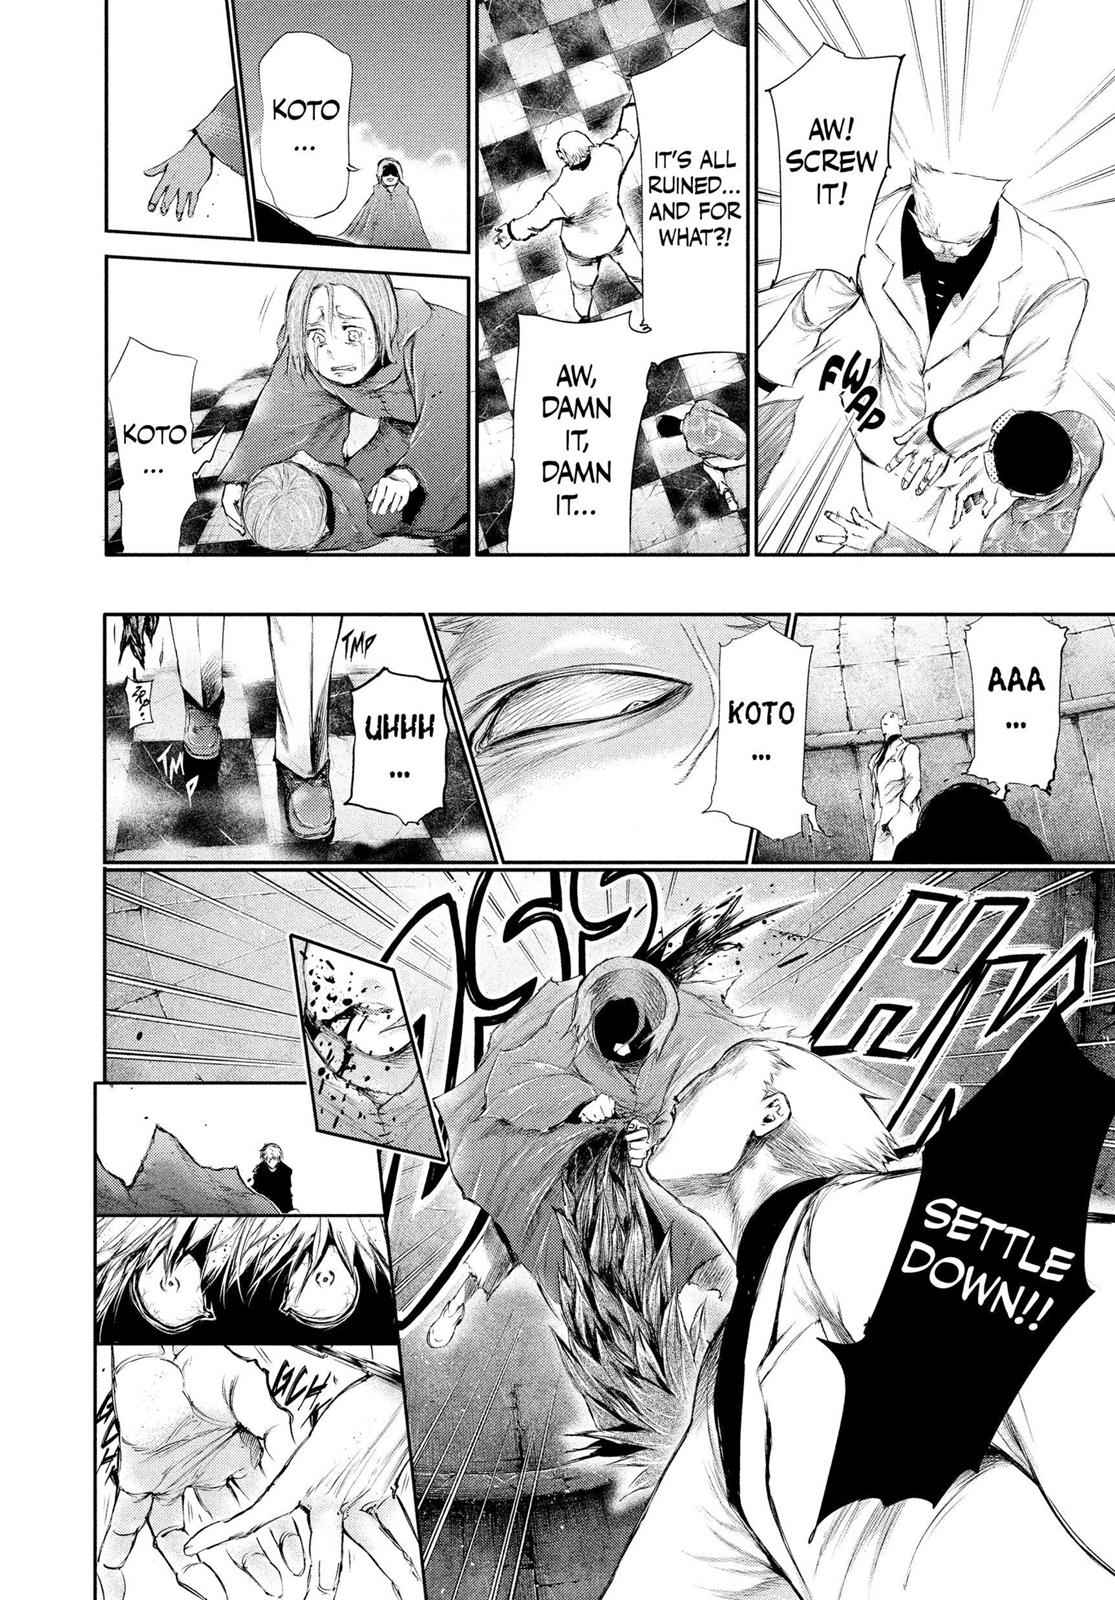 AW!
SCREW
IT!
FWAP
IT'S ALL
RUINED...
AND FOR
WHAT?!
AW,
DAMN
IT,
DAMN
IT...
KOTO
...
KOTO
...
AAA
...
KOTO
...
UHHH
...
TMP
TMP
SETTLE
DOWN!!